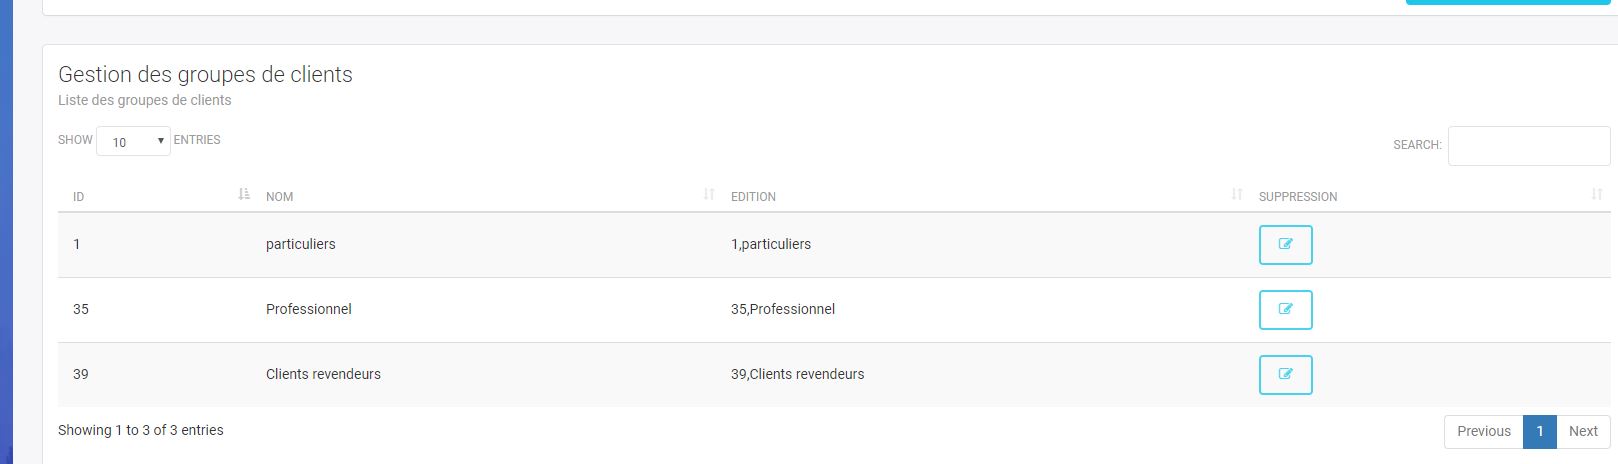 Gestion des groupes de clients
Liste des groupes de clients
SHOW 10 ENTRIES SEARCH:
ID NOM EDITION SUPPRESSION
1 particuliers 1,particuliers
35 Professionnel 35,Professionnel
39 Clients revendeurs 39,Clients revendeurs
Showing 1 to 3 of 3 entries Previous 1 Next